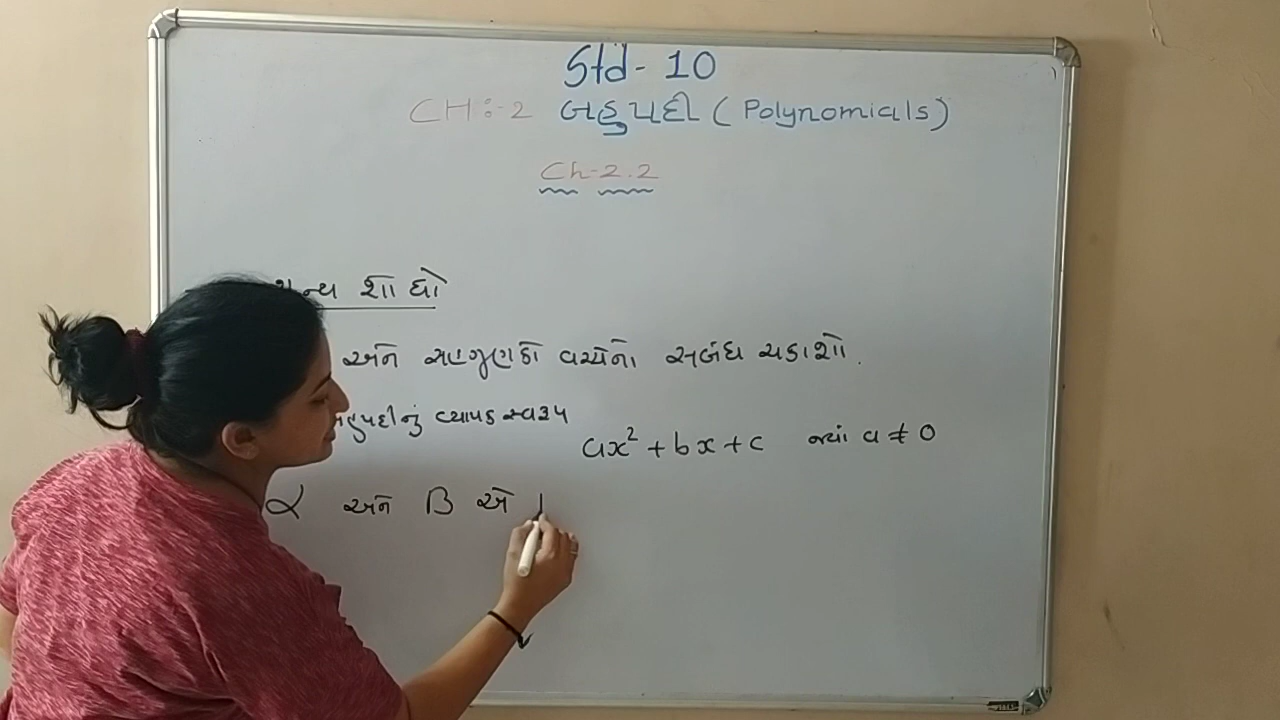 Std - 10
CH :- 2 બહુપદી ( Polynomials )
Ch-2.2
શૂન્ય શોધો
અને સહગુણકો વચ્ચેનો સબંધ ચકાશો.
બહુપદીનું વ્યાપક સ્વરૂપ
ax² + bx + c જ્યાં a ≠ 0
α અને β એ